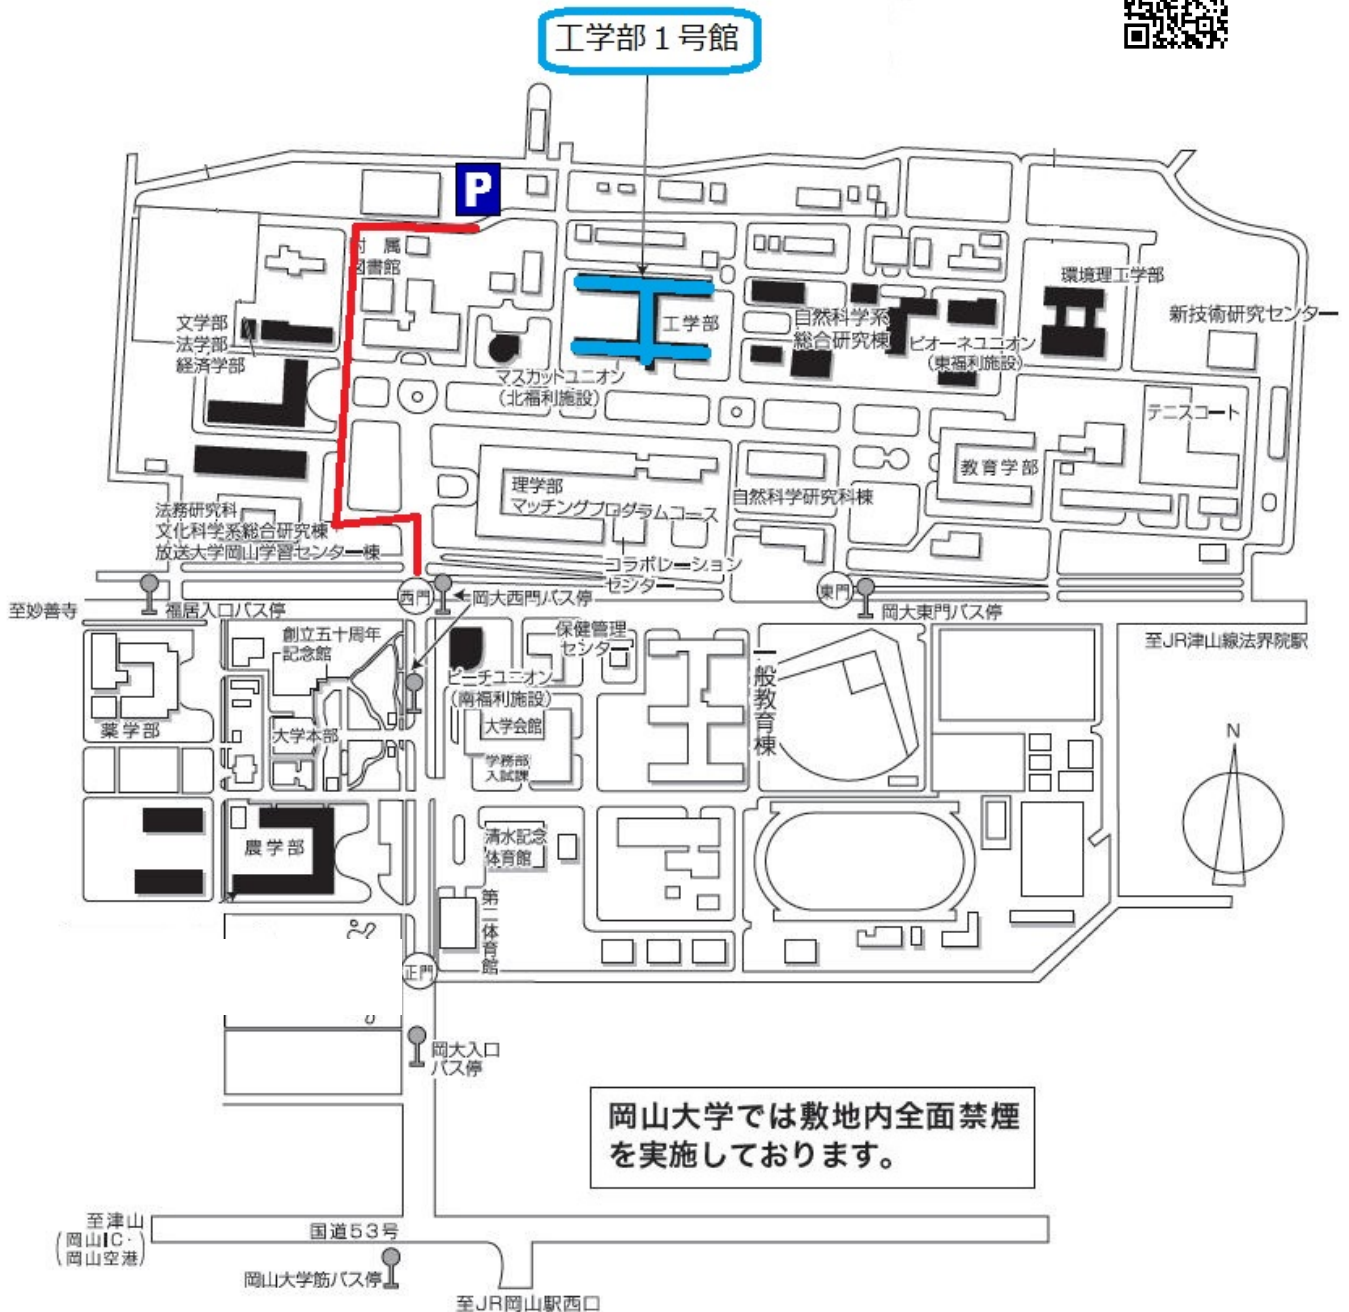 工学部１号館
P
附属
図書館
環境理工学部
新技術研究センター
文学部
法学部
経済学部
工学部
自然科学系
総合研究棟
ピオーネユニオン
(東福利施設)
マスカットユニオン
(北福利施設)
テニスコート
理学部
マッチングプログラムコース
自然科学研究科棟
教育学部
法務研究科
文化科学系総合研究棟
放送大学岡山学習センター棟
コラボレーション
センター
至妙善寺
福居入口バス停
西門
岡大西門バス停
東門
岡大東門バス停
至JR津山線法界院駅
創立五十周年
記念館
保健管理
センター
ピーチユニオン
(南福利施設)
一般教育棟
薬学部
大学本部
大学会館
学務部
入試課
N
農学部
清水記念
体育館
第二体育館
正門
岡大入口
バス停
岡山大学では敷地内全面禁煙
を実施しております。
至津山
(岡山IC・
岡山空港)
国道53号
岡山大学筋バス停
至JR岡山駅西口